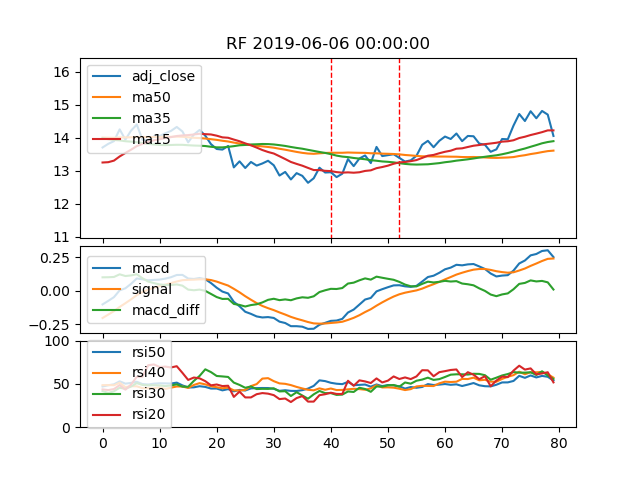 RF 2019-06-06 00:00:00
16
15
14
13
12
11
adj_close
ma50
ma35
ma15
0.25
0.00
−0.25
macd
signal
macd_diff
100
50
0
rsi50
rsi40
rsi30
rsi20
0 10 20 30 40 50 60 70 80